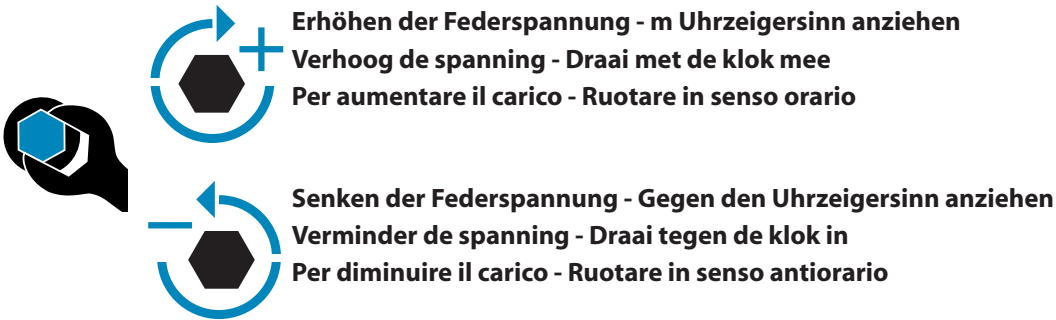 Erhöhen der Federspannung - m Uhrzeigersinn anziehen
Verhoog de spanning - Draai met de klok mee
Per aumentare il carico - Ruotare in senso orario
Senken der Federspannung - Gegen den Uhrzeigersinn anziehen
Verminder de spanning - Draai tegen de klok in
Per diminuire il carico - Ruotare in senso antiorario